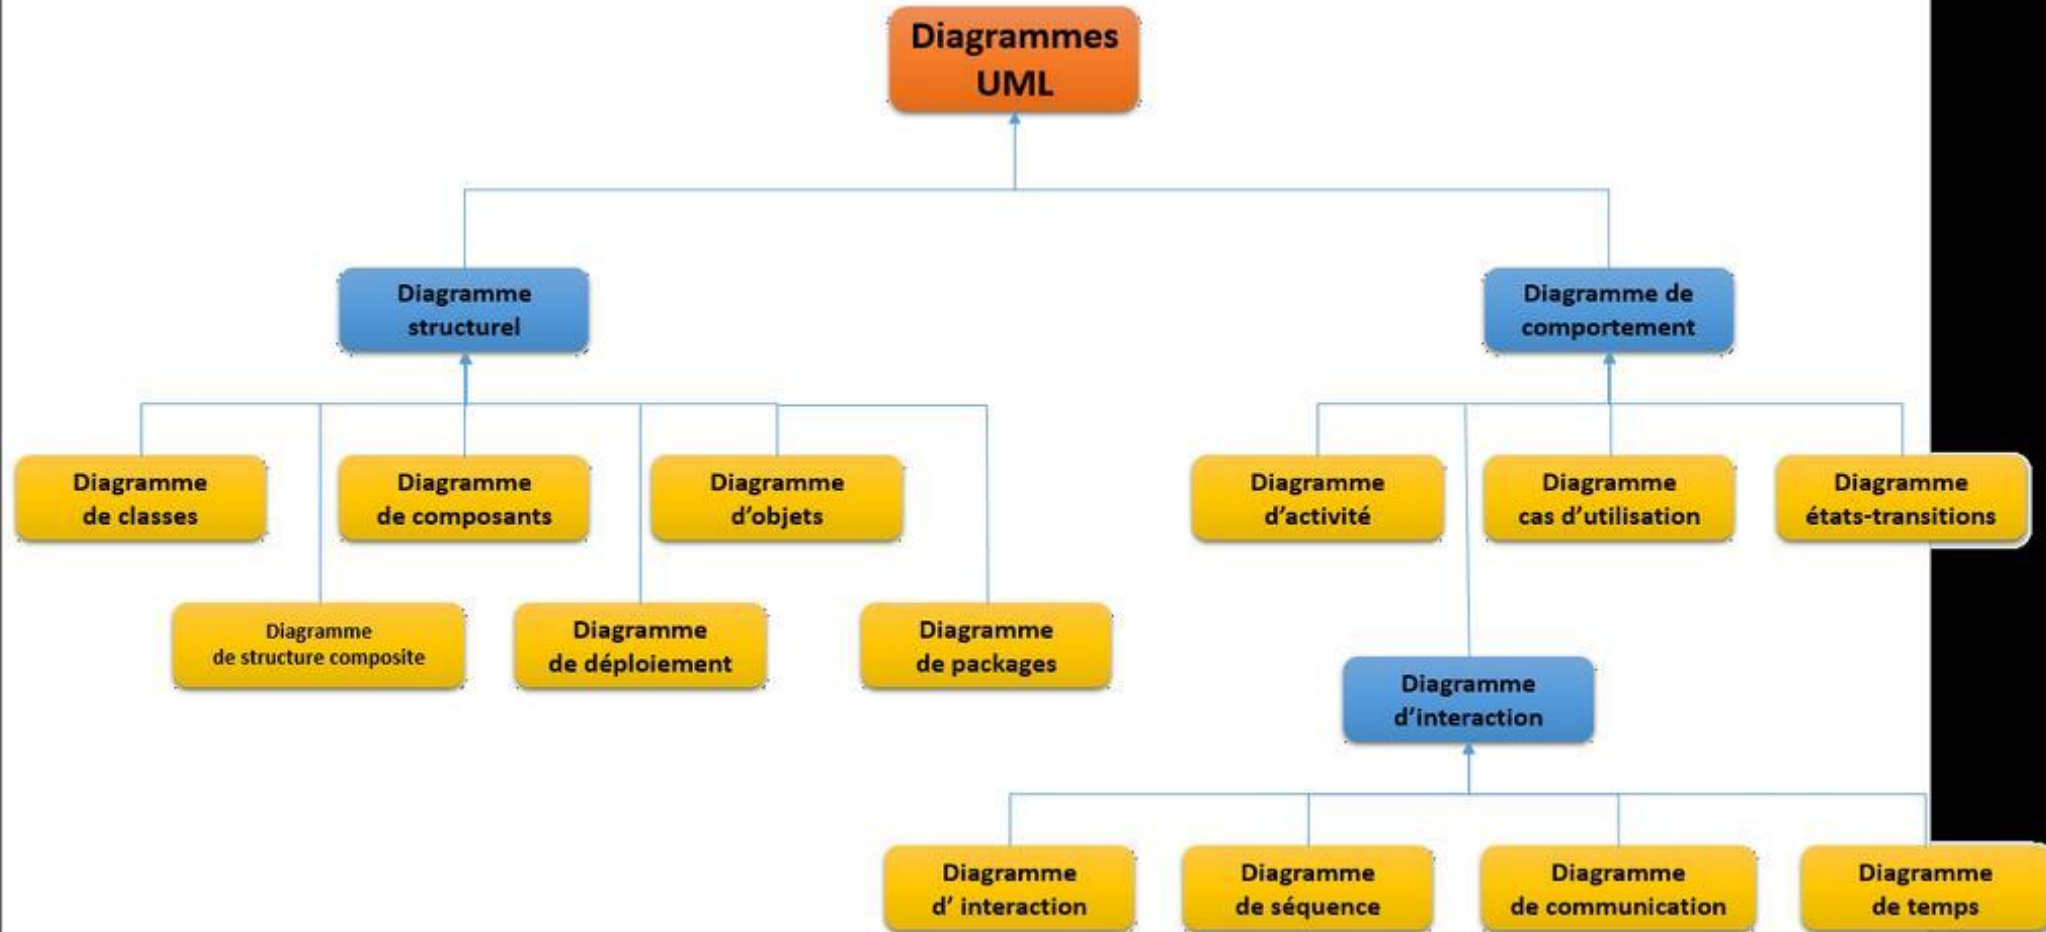 Diagrammes
UML
Diagramme
structurel
Diagramme de
comportement
Diagramme
de classes
Diagramme
de composants
Diagramme
d’objets
Diagramme
d’activité
Diagramme
cas d’utilisation
Diagramme
états-transitions
Diagramme
de structure composite
Diagramme
de déploiement
Diagramme
de packages
Diagramme
d’interaction
Diagramme
d’ interaction
Diagramme
de séquence
Diagramme
de communication
Diagramme
de temps